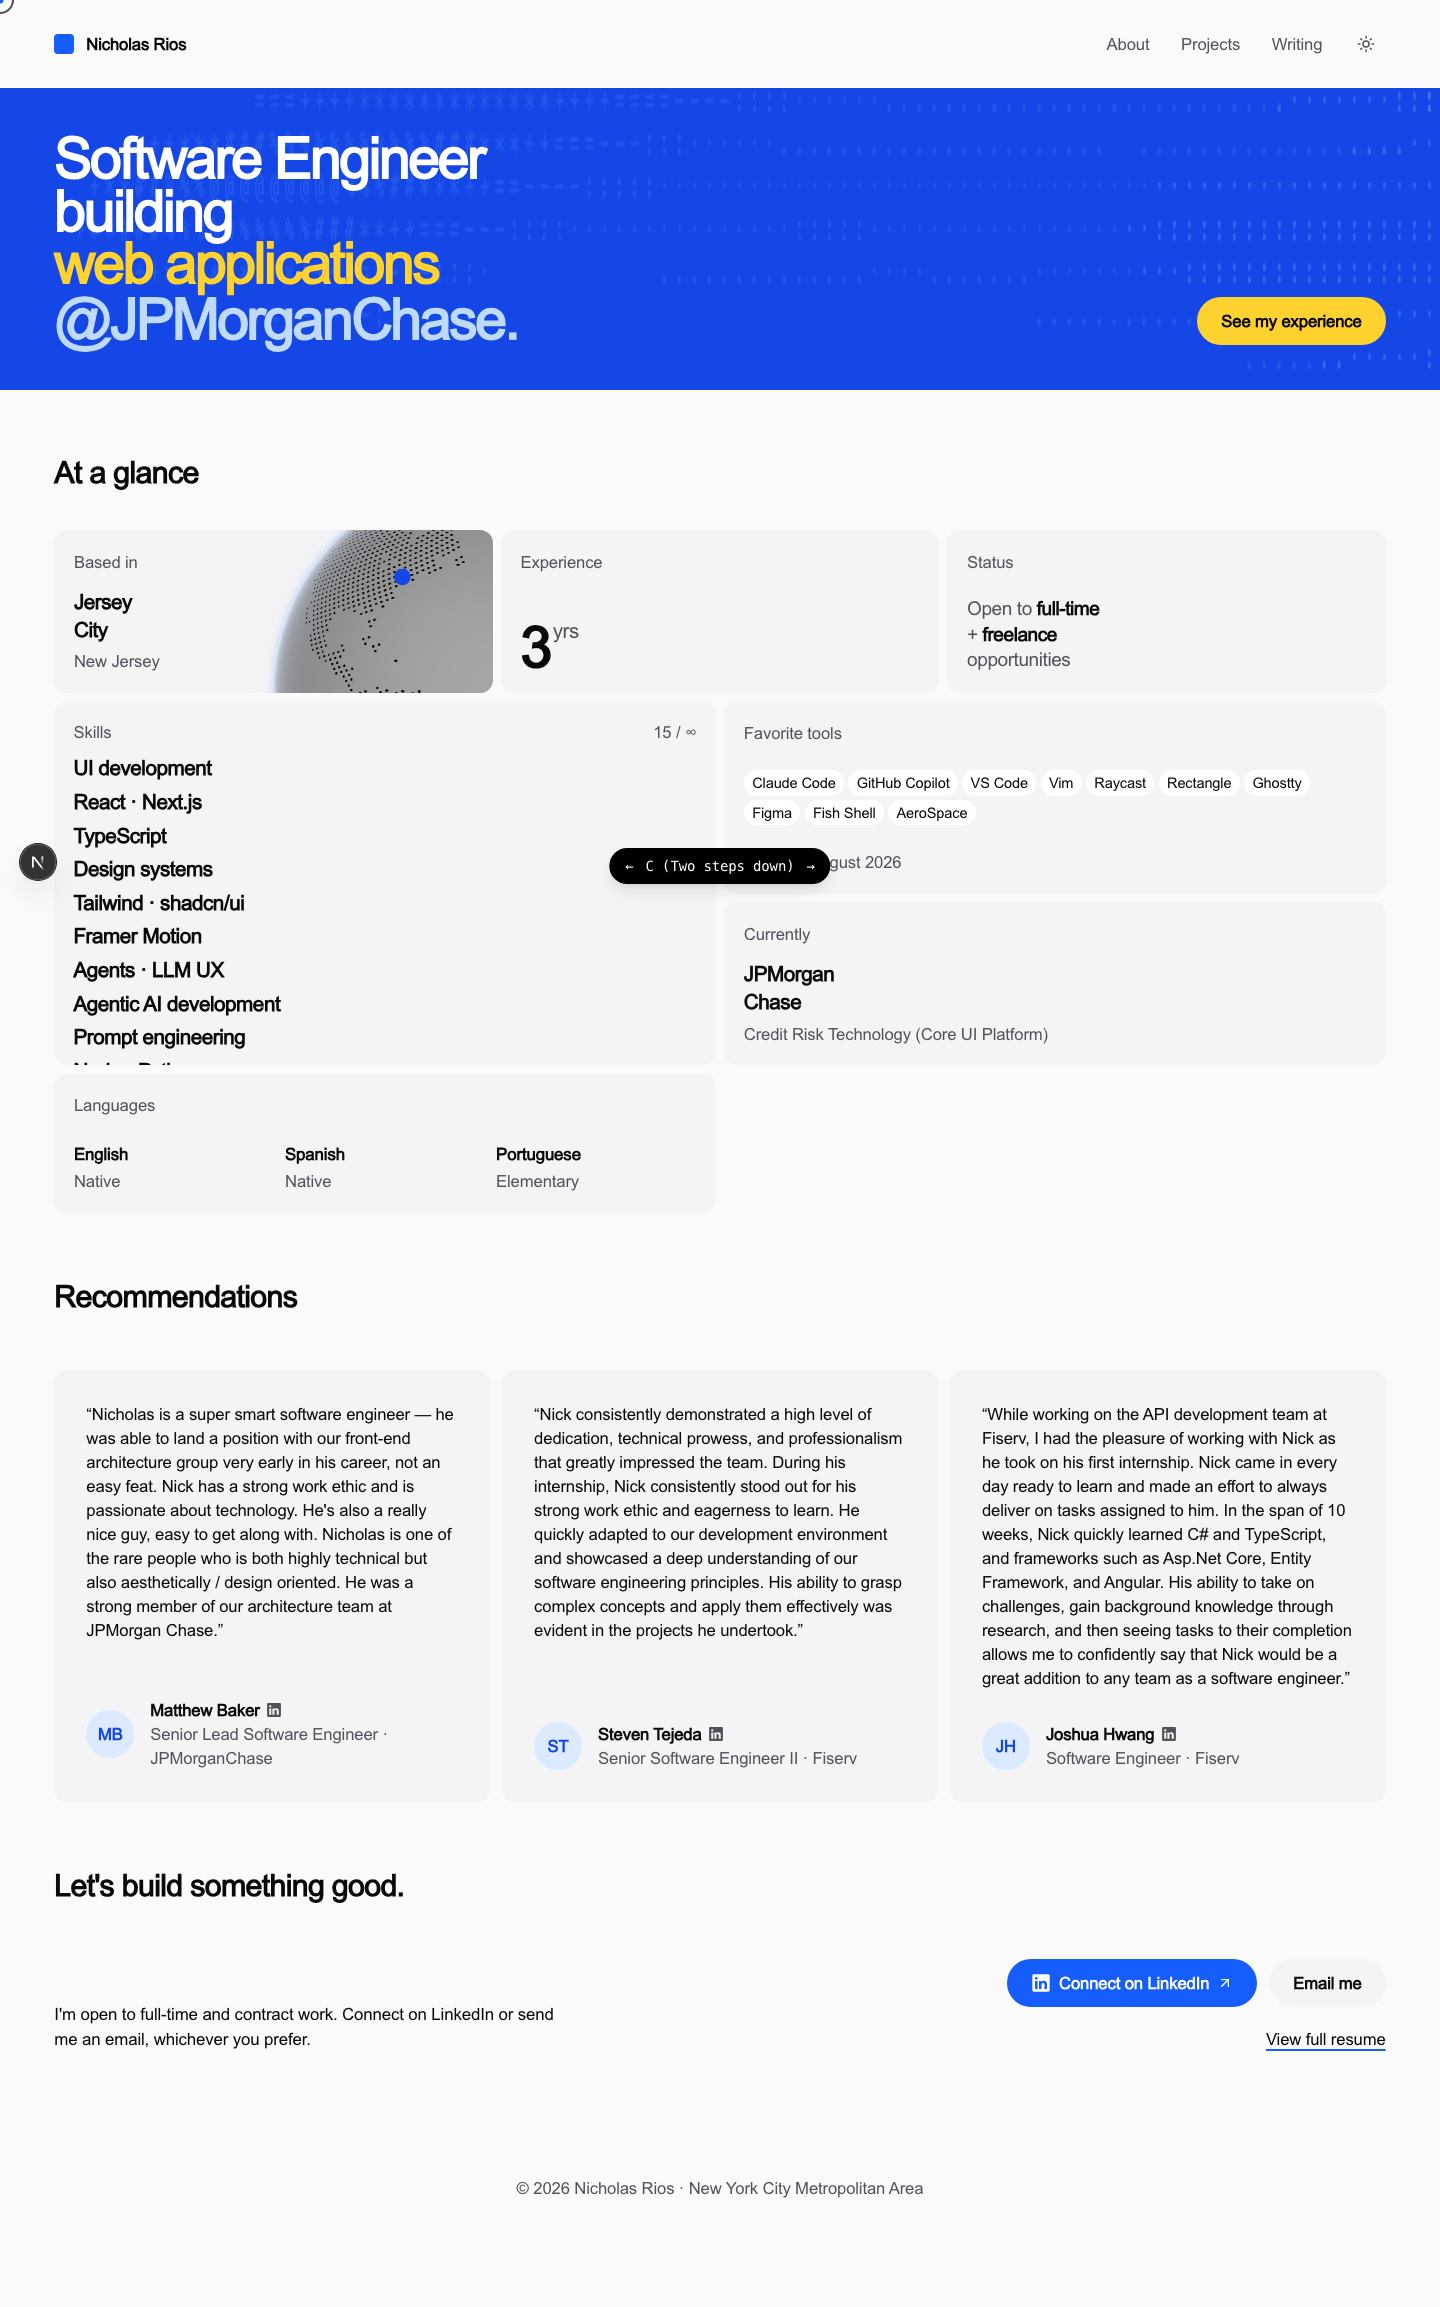 Nicholas Rios
About
Projects
Writing
Software Engineer
building
web applications
@JPMorganChase.
See my experience
At a glance
Based in
Jersey
City
New Jersey
Experience
3 yrs
Status
Open to full-time
+ freelance
opportunities
Skills
15 / ∞
UI development
React · Next.js
TypeScript
Design systems
Tailwind · shadcn/ui
Framer Motion
Agents · LLM UX
Agentic AI development
Prompt engineering
Favorite tools
Claude Code
GitHub Copilot
VS Code
Vim
Raycast
Rectangle
Ghostty
Figma
Fish Shell
AeroSpace
2026
N
← C (Two steps down) →
Currently
JPMorgan
Chase
Credit Risk Technology (Core UI Platform)
Languages
English
Native
Spanish
Native
Portuguese
Elementary
Recommendations
“Nicholas is a super smart software engineer — he
was able to land a position with our front-end
architecture group very early in his career, not an
easy feat. Nick has a strong work ethic and is
passionate about technology. He's also a really
nice guy, easy to get along with. Nicholas is one of
the rare people who is both highly technical but
also aesthetically / design oriented. He was a
strong member of our architecture team at
JPMorgan Chase.”
MB
Matthew Baker
Senior Lead Software Engineer ·
JPMorganChase
“Nick consistently demonstrated a high level of
dedication, technical prowess, and professionalism
that greatly impressed the team. During his
internship, Nick consistently stood out for his
strong work ethic and eagerness to learn. He
quickly adapted to our development environment
and showcased a deep understanding of our
software engineering principles. His ability to grasp
complex concepts and apply them effectively was
evident in the projects he undertook.”
ST
Steven Tejeda
Senior Software Engineer II · Fiserv
“While working on the API development team at
Fiserv, I had the pleasure of working with Nick as
he took on his first internship. Nick came in every
day ready to learn and made an effort to always
deliver on tasks assigned to him. In the span of 10
weeks, Nick quickly learned C# and TypeScript,
and frameworks such as Asp.Net Core, Entity
Framework, and Angular. His ability to take on
challenges, gain background knowledge through
research, and then seeing tasks to their completion
allows me to confidently say that Nick would be a
great addition to any team as a software engineer.”
JH
Joshua Hwang
Software Engineer · Fiserv
Let's build something good.
I'm open to full-time and contract work. Connect on LinkedIn or send
me an email, whichever you prefer.
Connect on LinkedIn
Email me
View full resume
© 2026 Nicholas Rios · New York City Metropolitan Area